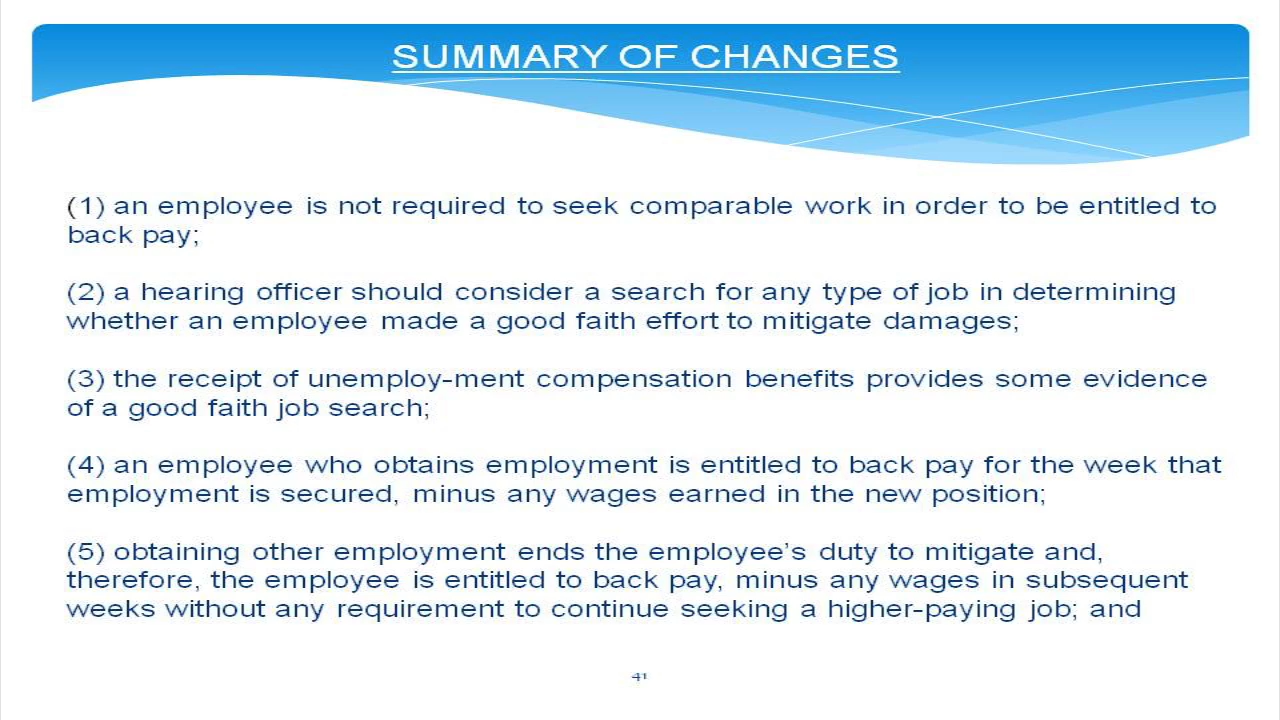 SUMMARY OF CHANGES
(1) an employee is not required to seek comparable work in order to be entitled to
back pay;
(2) a hearing officer should consider a search for any type of job in determining
whether an employee made a good faith effort to mitigate damages;
(3) the receipt of unemploy-ment compensation benefits provides some evidence
of a good faith job search;
(4) an employee who obtains employment is entitled to back pay for the week that
employment is secured, minus any wages earned in the new position;
(5) obtaining other employment ends the employee’s duty to mitigate and,
therefore, the employee is entitled to back pay, minus any wages in subsequent
weeks without any requirement to continue seeking a higher-paying job; and
41